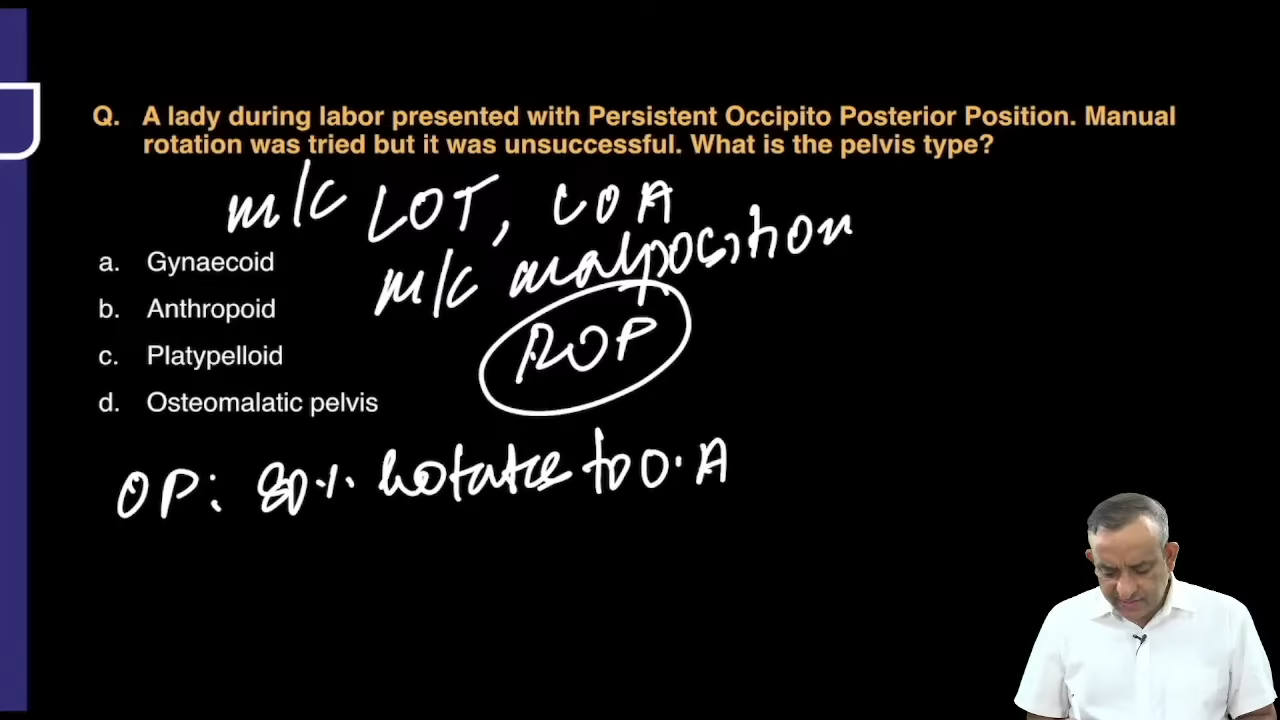 Q. A lady during labor presented with Persistent Occipito Posterior Position. Manual
rotation was tried but it was unsuccessful. What is the pelvis type?
m/c LOT, LOA
a. Gynaecoid
m/c malposition
b. Anthropoid
ROP
c. Platypelloid
d. Osteomalatic pelvis
OP: 80% rotates to O.A